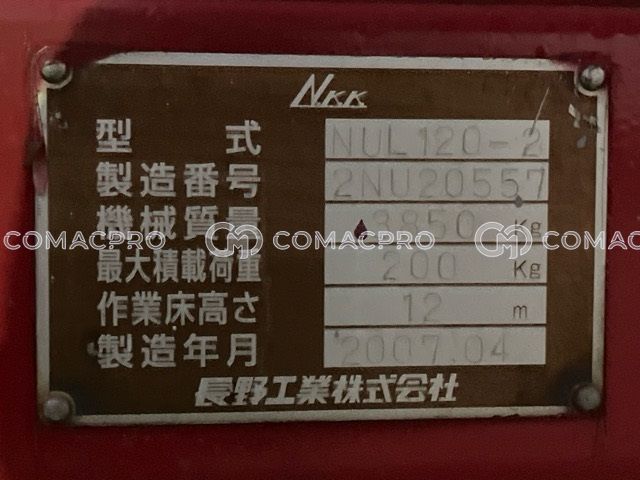 NKK
型式 NUL120-2
製造番号 2NU20557
機械質量 8850 Kg
COMACPRO COMACPRO COMACPRO
最大積載荷重 200 Kg
作業床高さ 12 m
製造年月 2007.04
長野工業株式会社